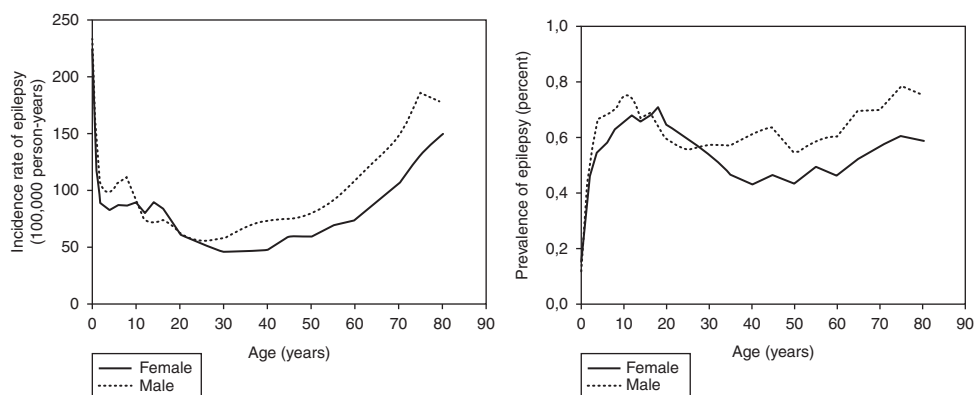 Incidence rate of epilepsy
(100,000 person-years)
250
200
150
100
50
0
0 10 20 30 40 50 60 70 80 90
Age (years)
Female
Male
Prevalence of epilepsy (percent)
1,0
0,8
0,6
0,4
0,2
0,0
0 10 20 30 40 50 60 70 80 90
Age (years)
Female
Male